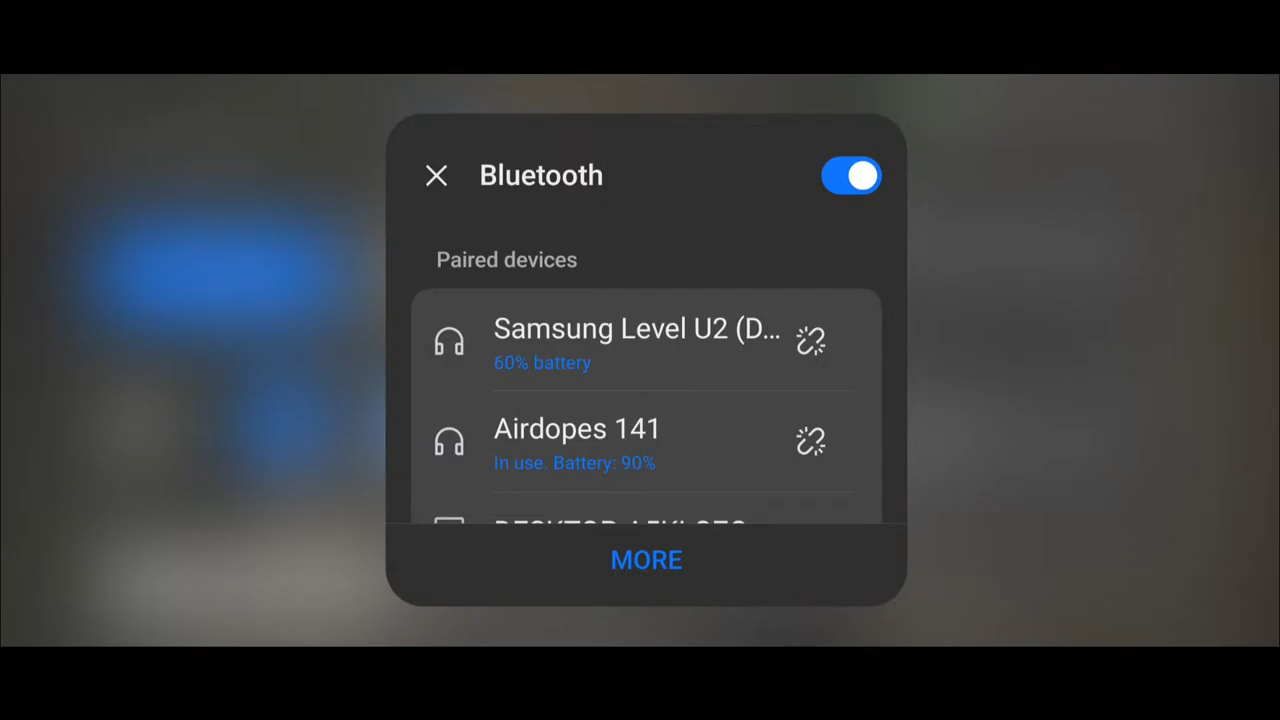 Bluetooth
Paired devices
Samsung Level U2 (D...
60% battery
Airdopes 141
In use. Battery: 90%
MORE